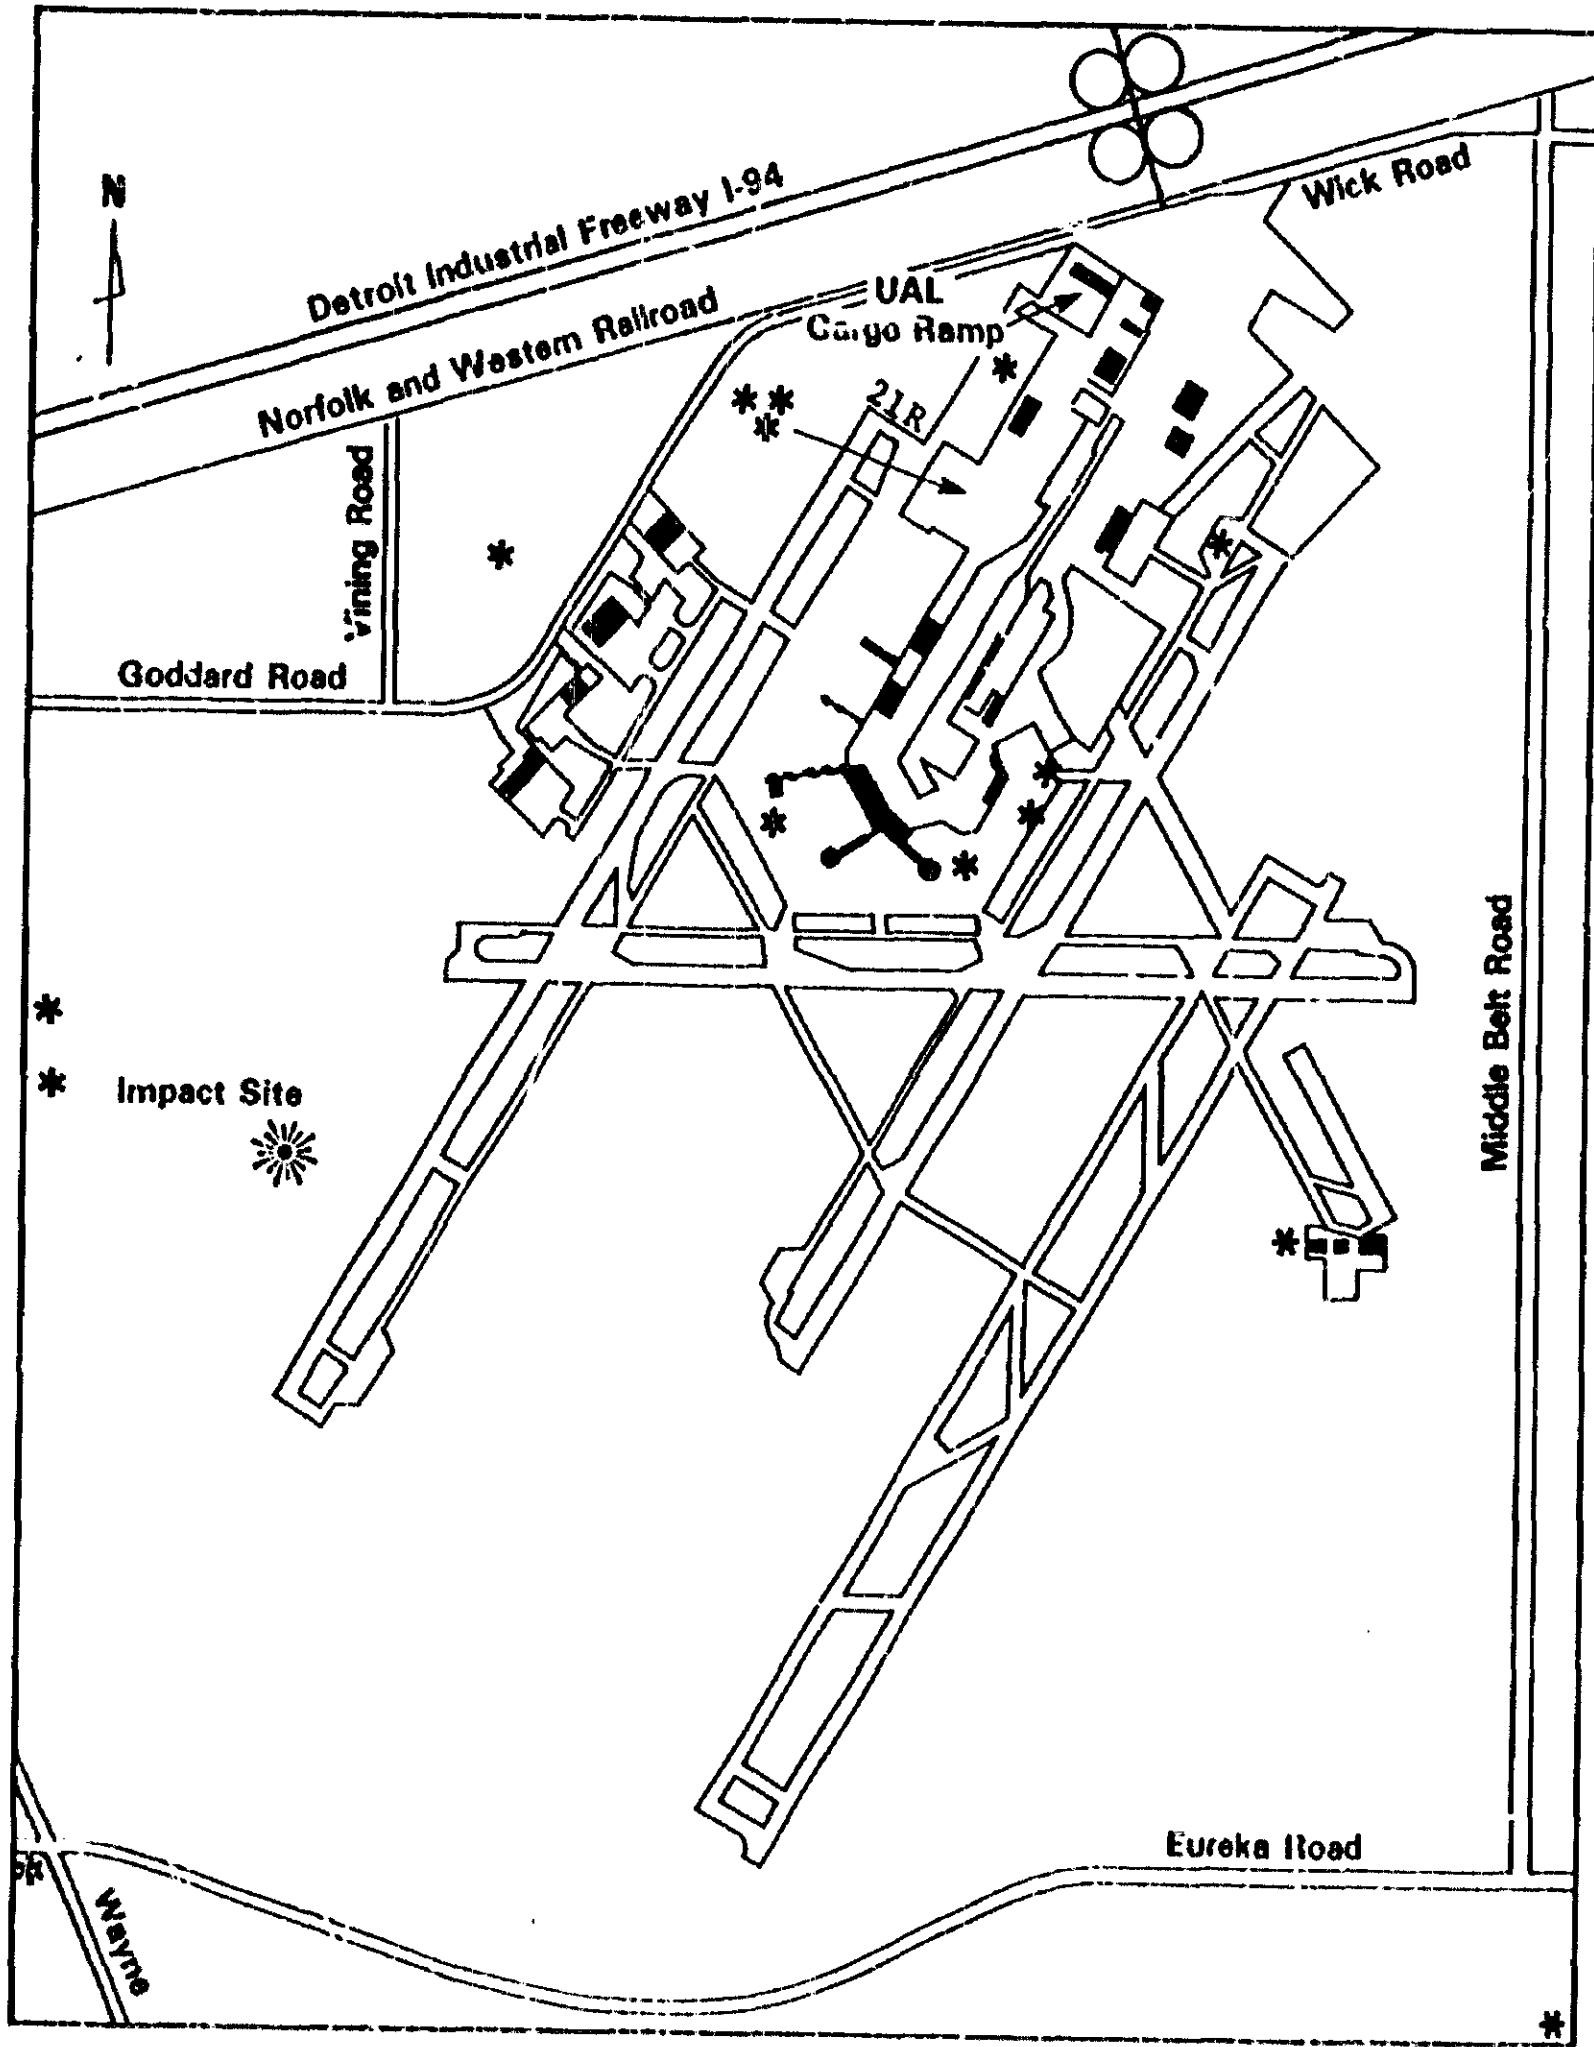 N
Detroit Industrial Freeway I-94
Norfolk and Western Railroad
Wick Road
UAL
Cargo Ramp
21R
Vining Road
Goddard Road
Middle Belt Road
Impact Site
Eureka Road
Wayne